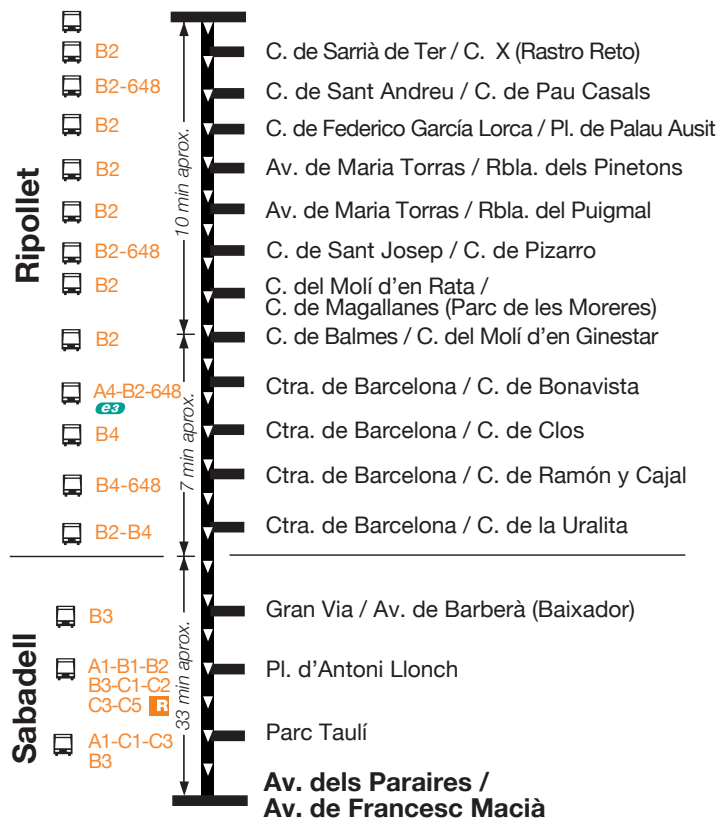 Ripollet
10 min aprox.
B2
C. de Sarrià de Ter / C. X (Rastro Reto)
B2-648
C. de Sant Andreu / C. de Pau Casals
B2
C. de Federico García Lorca / Pl. de Palau Ausit
B2
Av. de Maria Torras / Rbla. dels Pinetons
B2
Av. de Maria Torras / Rbla. del Puigmal
B2-648
C. de Sant Josep / C. de Pizarro
B2
C. del Molí d'en Rata /
C. de Magallanes (Parc de les Moreres)
B2
C. de Balmes / C. del Molí d'en Ginestar
7 min aprox.
A4-B2-648
e3
Ctra. de Barcelona / C. de Bonavista
B4
Ctra. de Barcelona / C. de Clos
B4-648
Ctra. de Barcelona / C. de Ramón y Cajal
B2-B4
Ctra. de Barcelona / C. de la Uralita
Sabadell
33 min aprox.
B3
Gran Via / Av. de Barberà (Baixador)
A1-B1-B2
B3-C1-C2
C3-C5 R
Pl. d'Antoni Llonch
A1-C1-C3
B3
Parc Taulí
Av. dels Paraires /
Av. de Francesc Macià